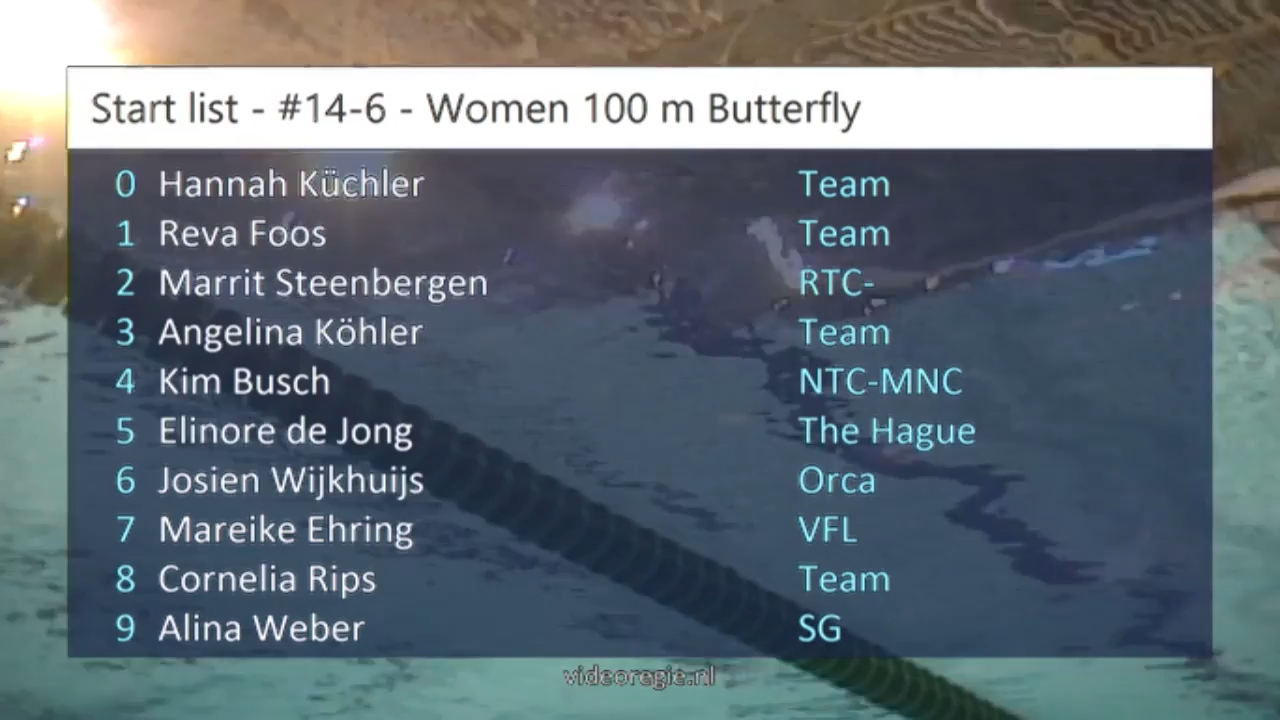 Start list - #14-6 - Women 100 m Butterfly
0 Hannah Küchler Team
1 Reva Foos Team
2 Marrit Steenbergen RTC-
3 Angelina Köhler Team
4 Kim Busch NTC-MNC
5 Elinore de Jong The Hague
6 Josien Wijkhuijs Orca
7 Mareike Ehring VFL
8 Cornelia Rips Team
9 Alina Weber SG
videoregie.nl